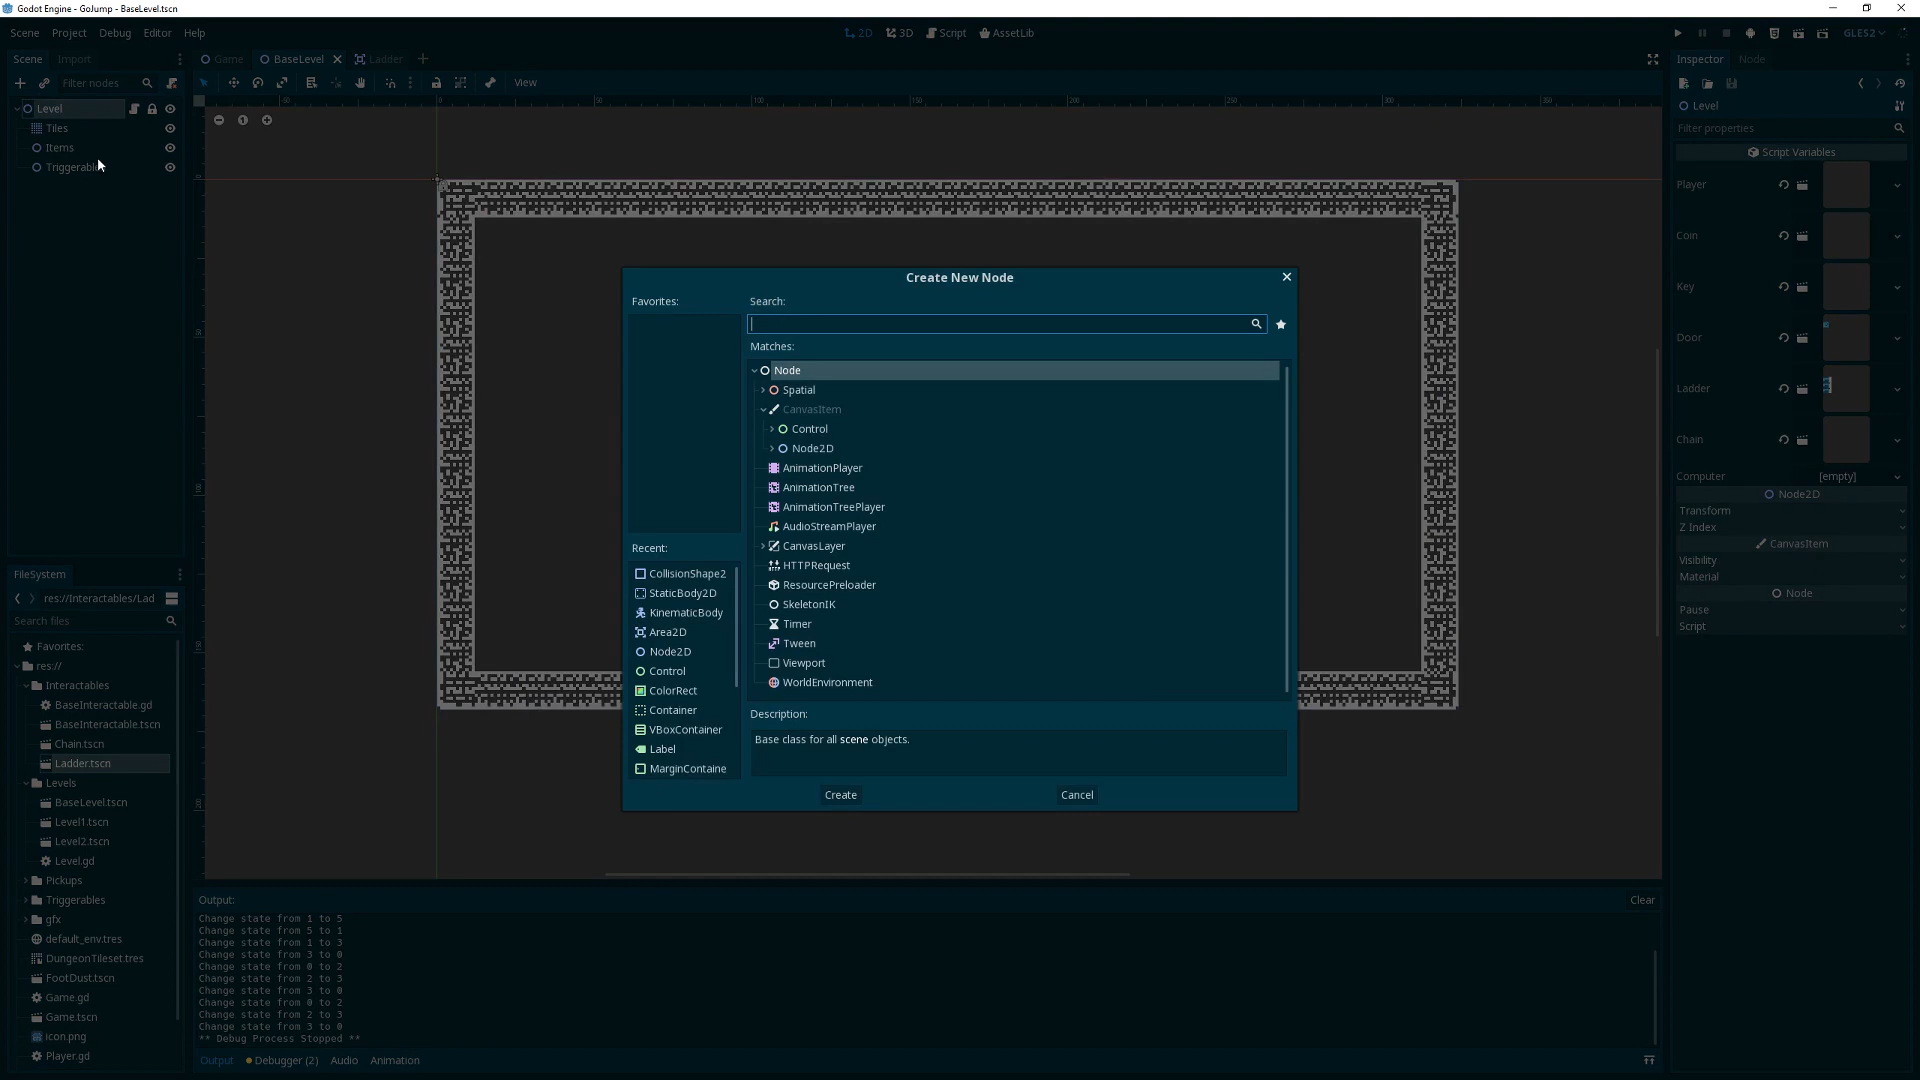 Godot Engine - GoJump - BaseLevel.tscn
Scene Project Debug Editor Help
2D 3D Script AssetLib
GLES2
Scene Import
Game BaseLevel Ladder
Inspector Node
Filter nodes
View
Level
Tiles
Items
Triggerable
-50 0 50 100 150 200 250 300 350
Level
Filter properties
Script Variables
Player
Coin
Key
Door
Ladder
Chain
Computer [empty]
Node2D
Transform
Z Index
CanvasItem
Visibility
Material
Node
Pause
Script
Create New Node
Favorites:
Search:
Matches:
Node
Spatial
CanvasItem
Control
Node2D
AnimationPlayer
AnimationTree
AnimationTreePlayer
AudioStreamPlayer
CanvasLayer
HTTPRequest
ResourcePreloader
SkeletonIK
Timer
Tween
Viewport
WorldEnvironment
Recent:
CollisionShape2
StaticBody2D
KinematicBody
Area2D
Node2D
Control
ColorRect
Container
VBoxContainer
Label
MarginContaine
Description:
Base class for all scene objects.
Create Cancel
FileSystem
res://Interactables/Lad
Search files
Favorites:
res://
Interactables
BaseInteractable.gd
BaseInteractable.tscn
Chain.tscn
Ladder.tscn
Levels
BaseLevel.tscn
Level1.tscn
Level2.tscn
Level.gd
Pickups
Triggerables
gfx
default_env.tres
DungeonTileset.tres
FootDust.tscn
Game.gd
Game.tscn
icon.png
Player.gd
Output:
Clear
Change state from 1 to 5
Change state from 5 to 1
Change state from 1 to 3
Change state from 3 to 0
Change state from 0 to 2
Change state from 2 to 3
Change state from 3 to 0
Change state from 0 to 2
Change state from 2 to 3
Change state from 3 to 0
** Debug Process Stopped **
Output Debugger (2) Audio Animation